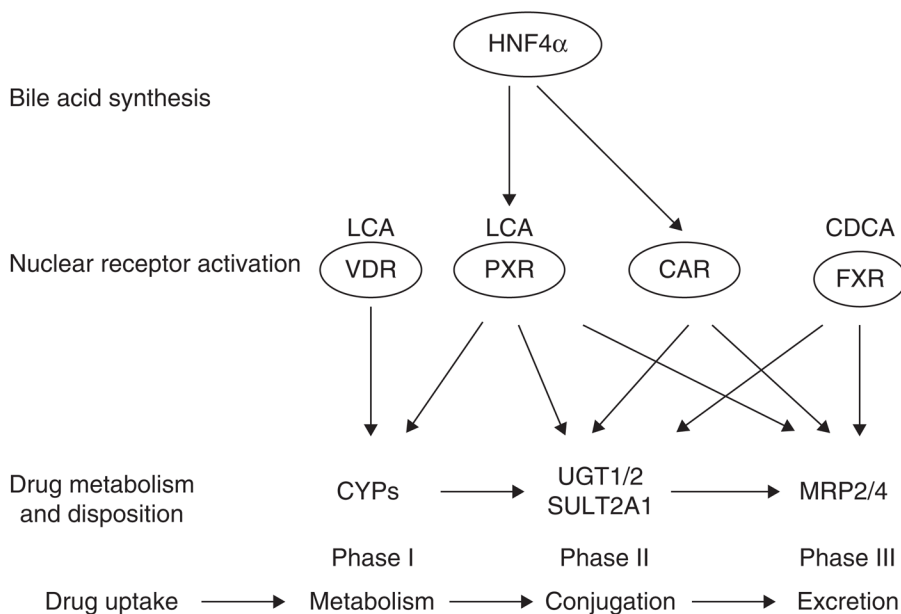 HNF4α
Bile acid synthesis
LCA LCA CDCA
Nuclear receptor activation VDR PXR CAR FXR
Drug metabolism
and disposition
CYPs
UGT1/2
SULT2A1
MRP2/4
Phase I Phase II Phase III
Drug uptake Metabolism Conjugation Excretion